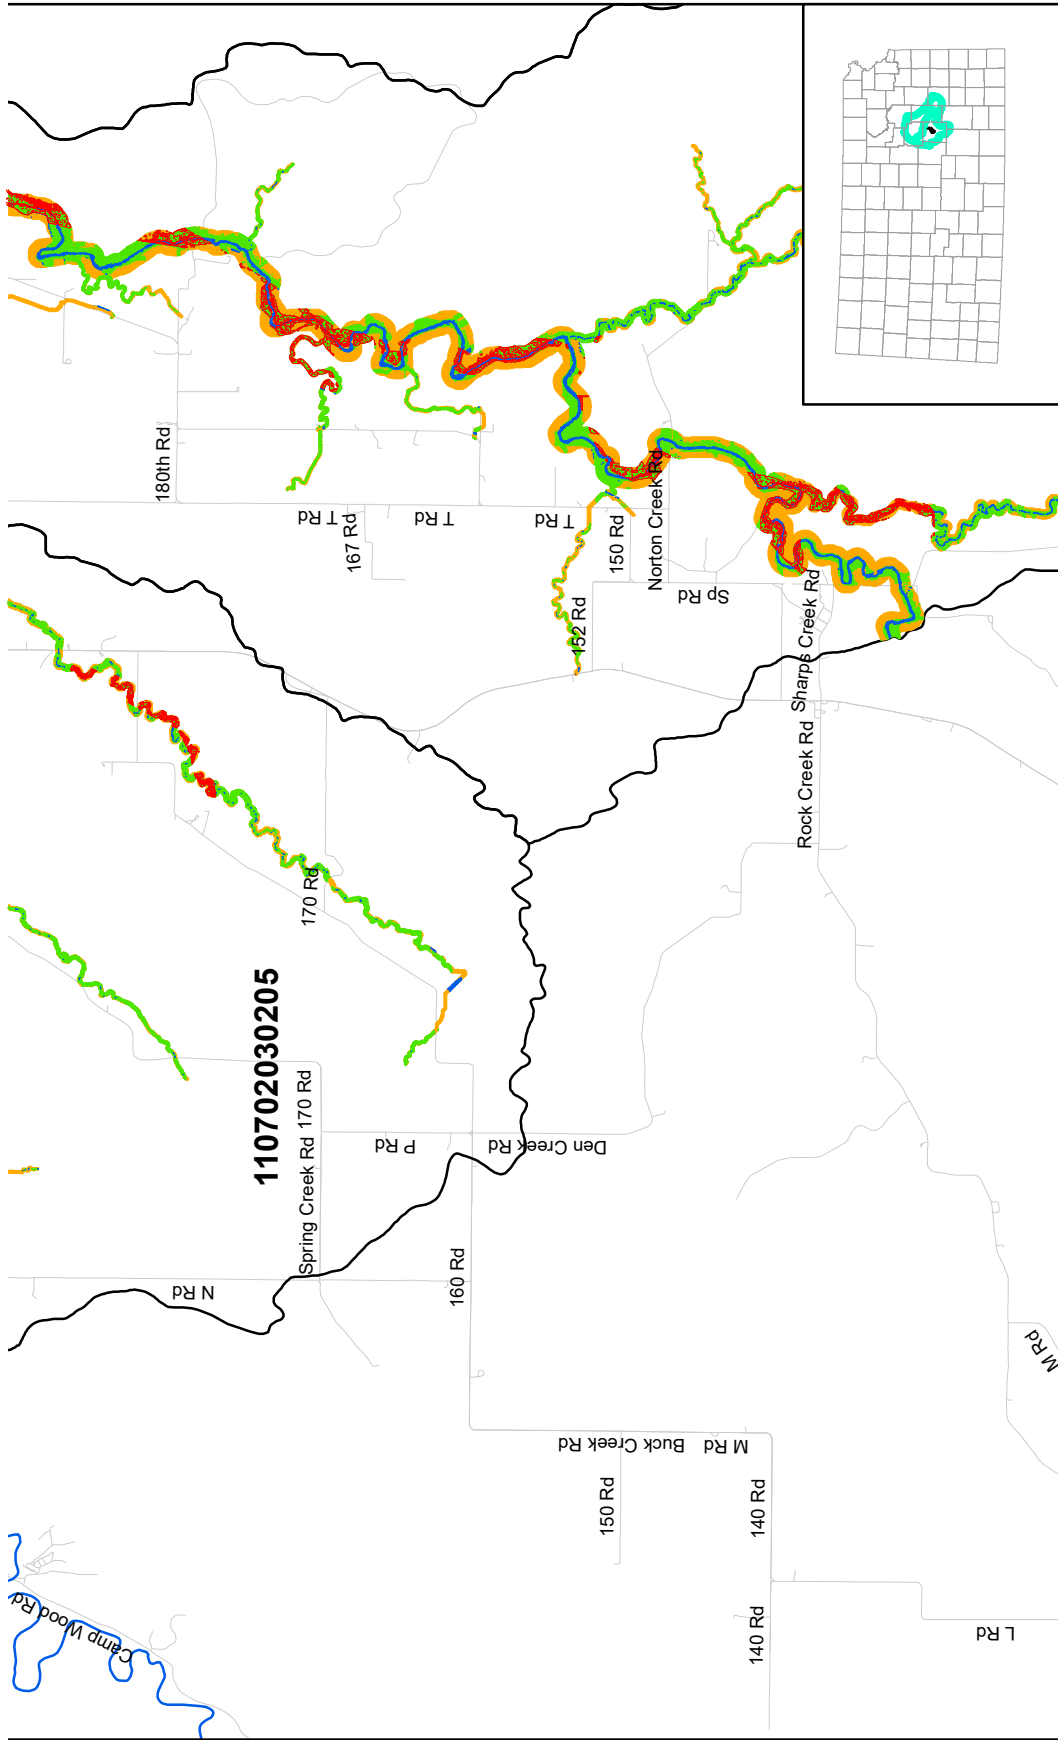 180th Rd
T Rd
167 Rd
T Rd
T Rd
150 Rd
Norton Creek Rd
Sp Rd
152 Rd
Sharps Creek Rd
Rock Creek Rd
170 Rd
110702030205
170 Rd
Spring Creek Rd
P Rd
Den Creek Rd
N Rd
160 Rd
M Rd
Buck Creek Rd
M Rd
150 Rd
140 Rd
Camp Wood Rd
140 Rd
L Rd